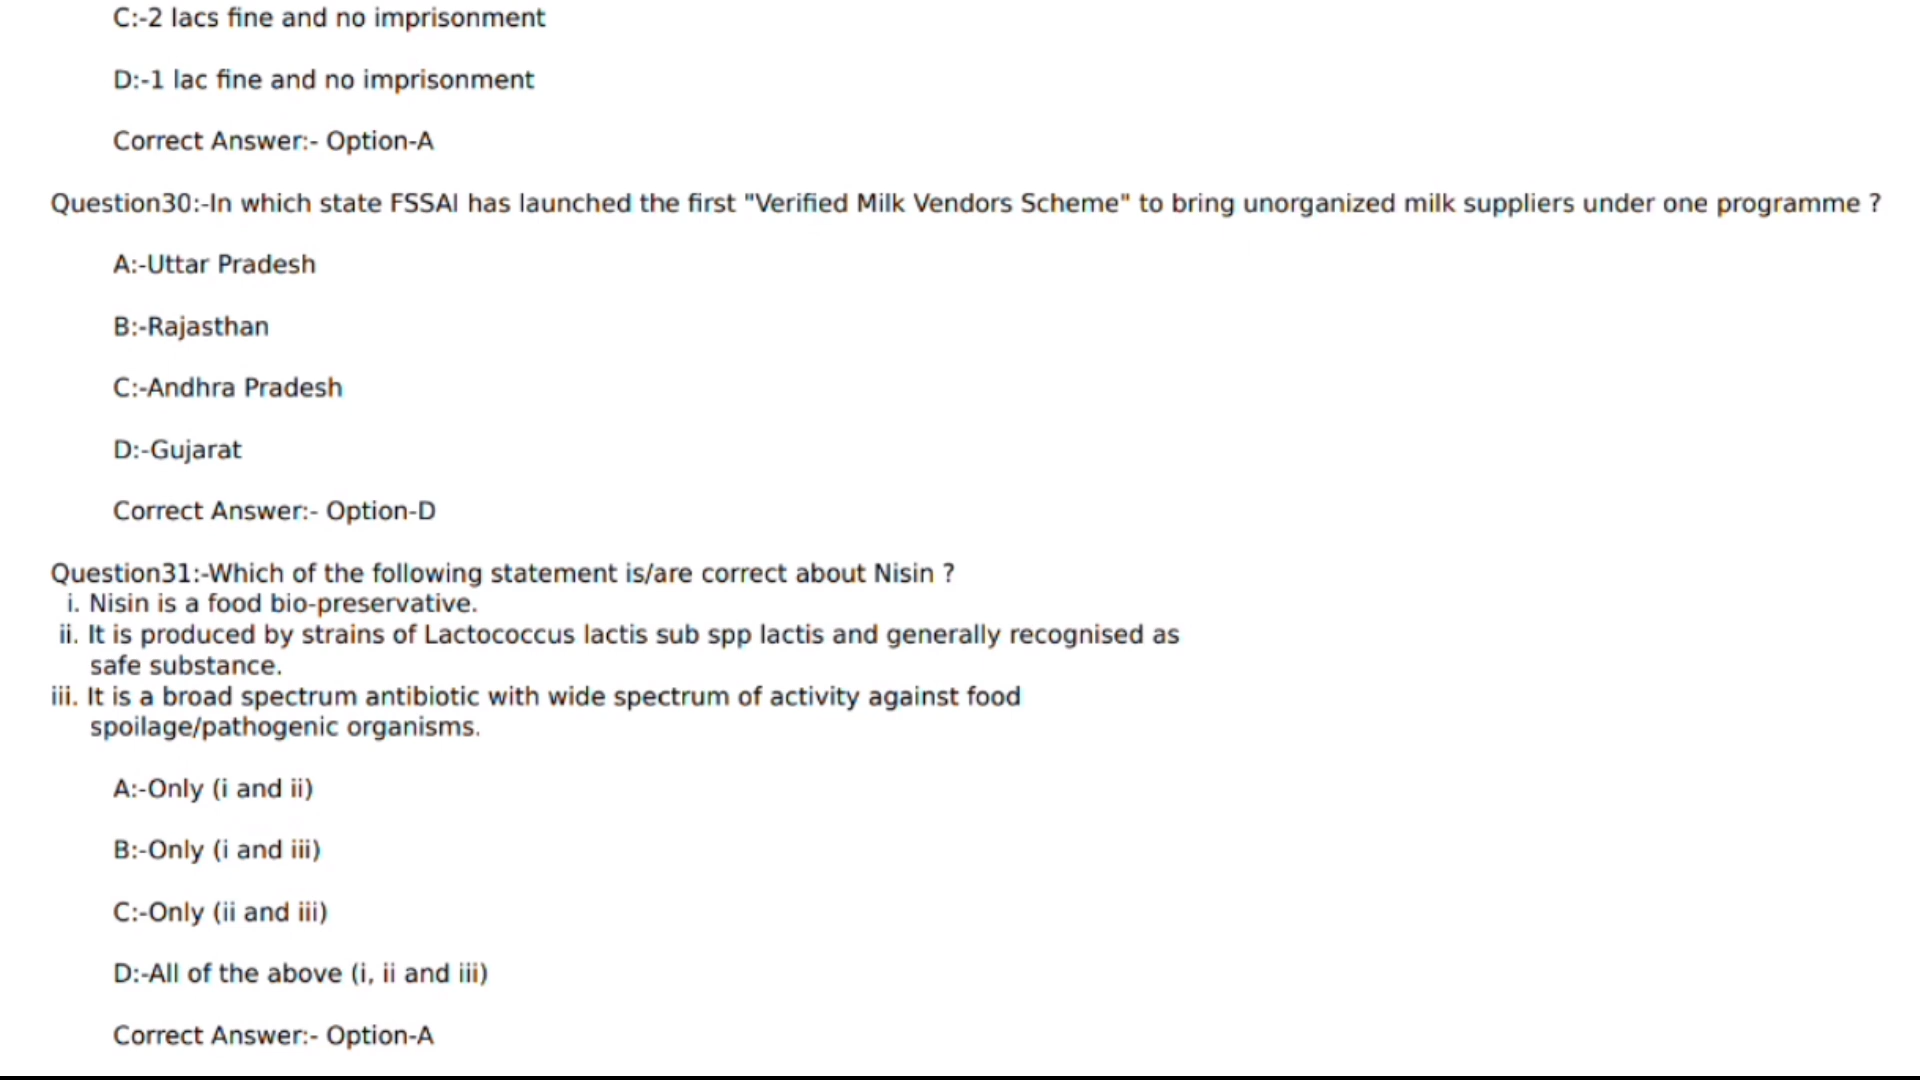 C:-2 lacs fine and no imprisonment
D:-1 lac fine and no imprisonment
Correct Answer:- Option-A
Question30:-In which state FSSAI has launched the first "Verified Milk Vendors Scheme" to bring unorganized milk suppliers under one programme ?
A:-Uttar Pradesh
B:-Rajasthan
C:-Andhra Pradesh
D:-Gujarat
Correct Answer:- Option-D
Question31:-Which of the following statement is/are correct about Nisin ?
i. Nisin is a food bio-preservative.
ii. It is produced by strains of Lactococcus lactis sub spp lactis and generally recognised as
safe substance.
iii. It is a broad spectrum antibiotic with wide spectrum of activity against food
spoilage/pathogenic organisms.
A:-Only (i and ii)
B:-Only (i and iii)
C:-Only (ii and iii)
D:-All of the above (i, ii and iii)
Correct Answer:- Option-A